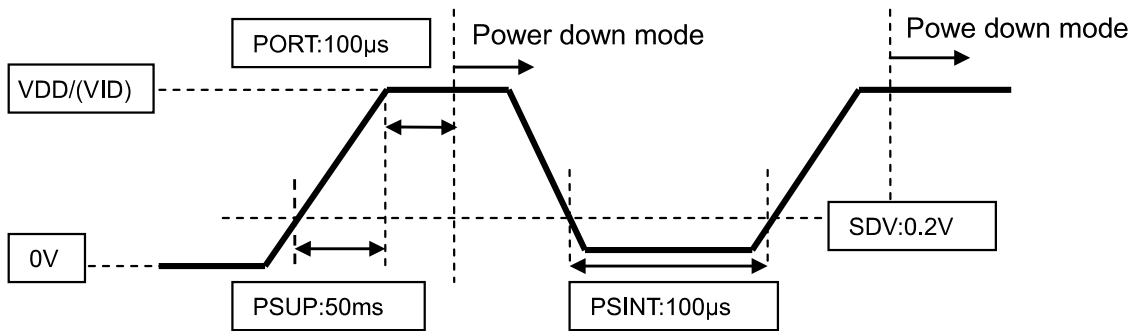 PORT:100µs
Power down mode
Powe down mode
VDD/(VID)
0V
SDV:0.2V
PSUP:50ms
PSINT:100µs